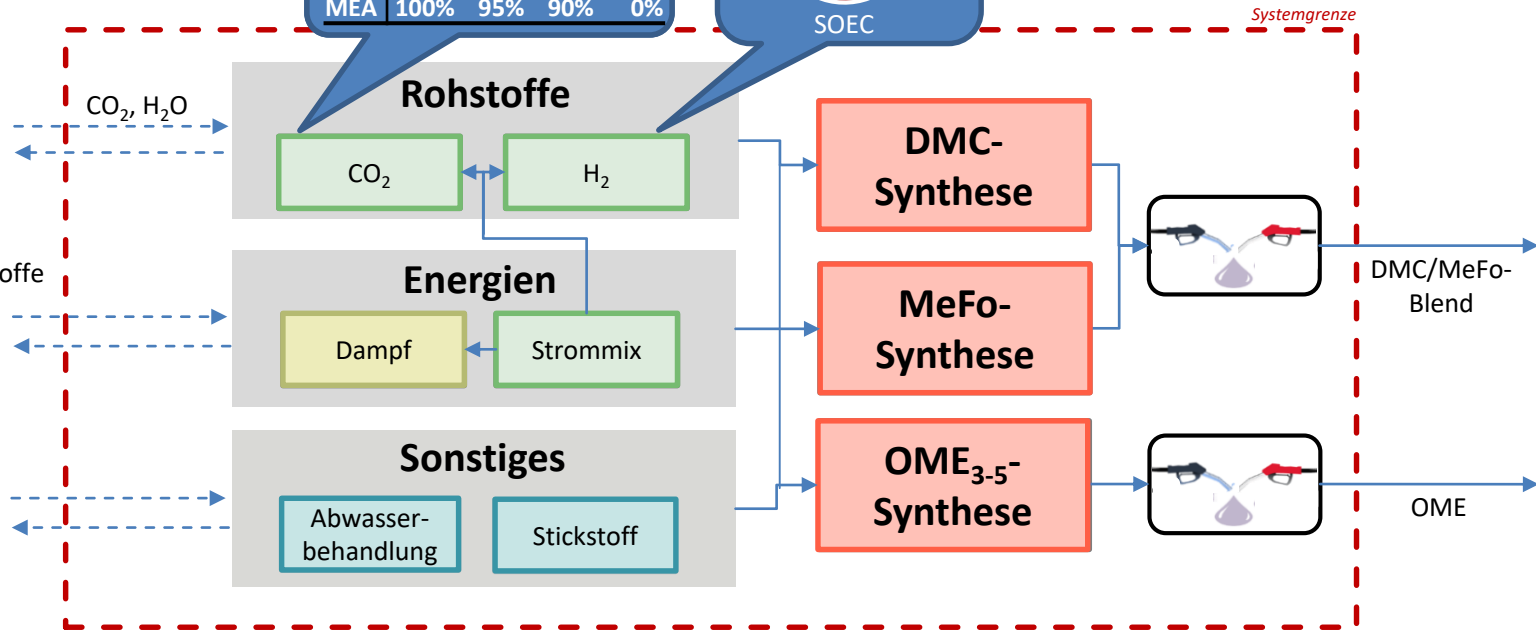 MEA 100% 95% 90% 0%
SOEC
Systemgrenze
CO₂, H₂O
Rohstoffe
CO₂
H₂
DMC-
Synthese
offe
Energien
Dampf
Strommix
MeFo-
Synthese
DMC/MeFo-
Blend
Sonstiges
Abwasser-
behandlung
Stickstoff
OME₃₋₅-
Synthese
OME